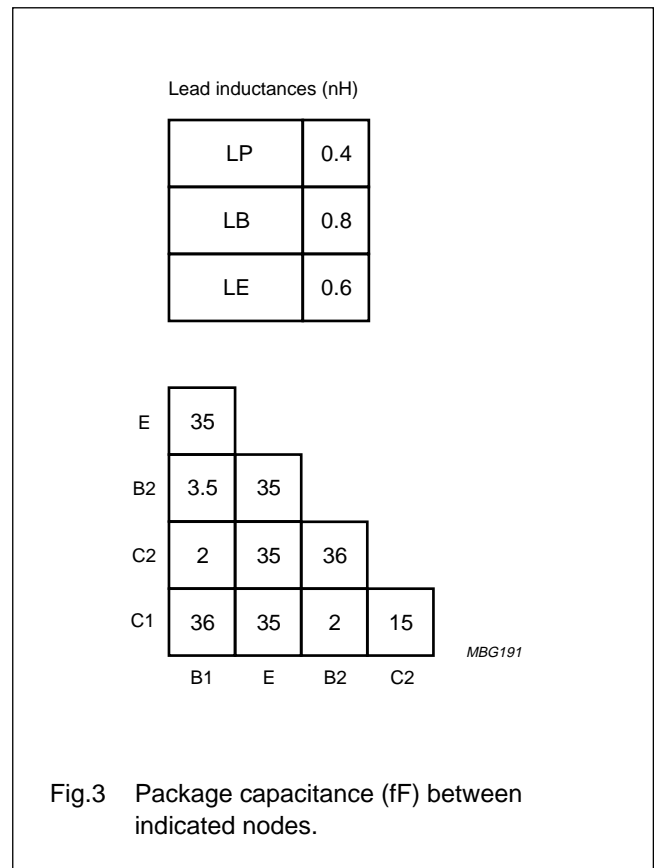 Lead inductances (nH)
LP 0.4
LB 0.8
LE 0.6
E 35
B2 3.5 35
C2 2 35 36
C1 36 35 2 15
MBG191
B1 E B2 C2
Fig.3 Package capacitance (fF) between
indicated nodes.